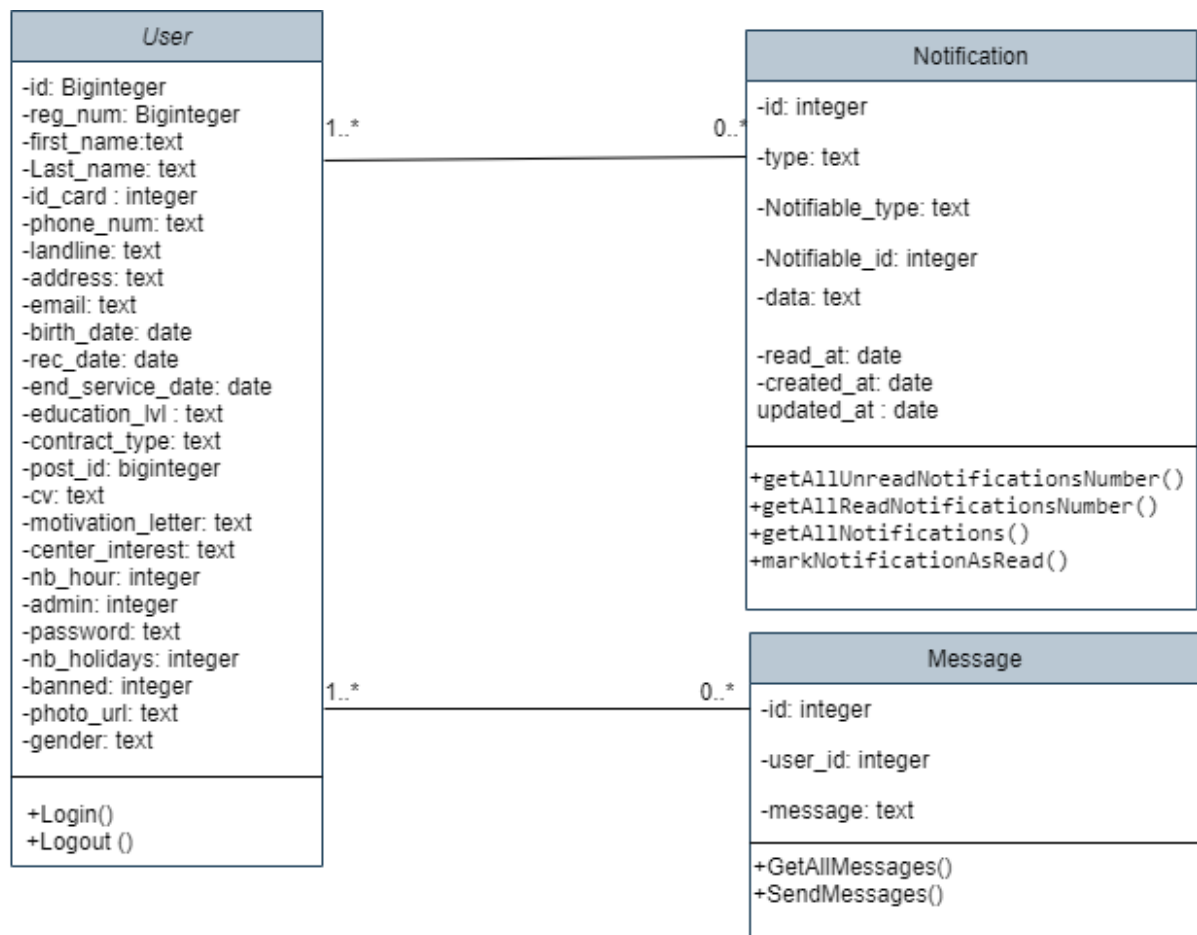 User
-id: Biginteger
-reg_num: Biginteger
-first_name:text
-Last_name: text
-id_card : integer
-phone_num: text
-landline: text
-address: text
-email: text
-birth_date: date
-rec_date: date
-end_service_date: date
-education_lvl : text
-contract_type: text
-post_id: biginteger
-cv: text
-motivation_letter: text
-center_interest: text
-nb_hour: integer
-admin: integer
-password: text
-nb_holidays: integer
-banned: integer
-photo_url: text
-gender: text
+Login()
+Logout ()
1..*
0..*
1..*
0..*
Notification
-id: integer
-type: text
-Notifiable_type: text
-Notifiable_id: integer
-data: text
-read_at: date
-created_at: date
updated_at : date
+getAllUnreadNotificationsNumber()
+getAllReadNotificationsNumber()
+getAllNotifications()
+markNotificationAsRead()
Message
-id: integer
-user_id: integer
-message: text
+GetAllMessages()
+SendMessages()